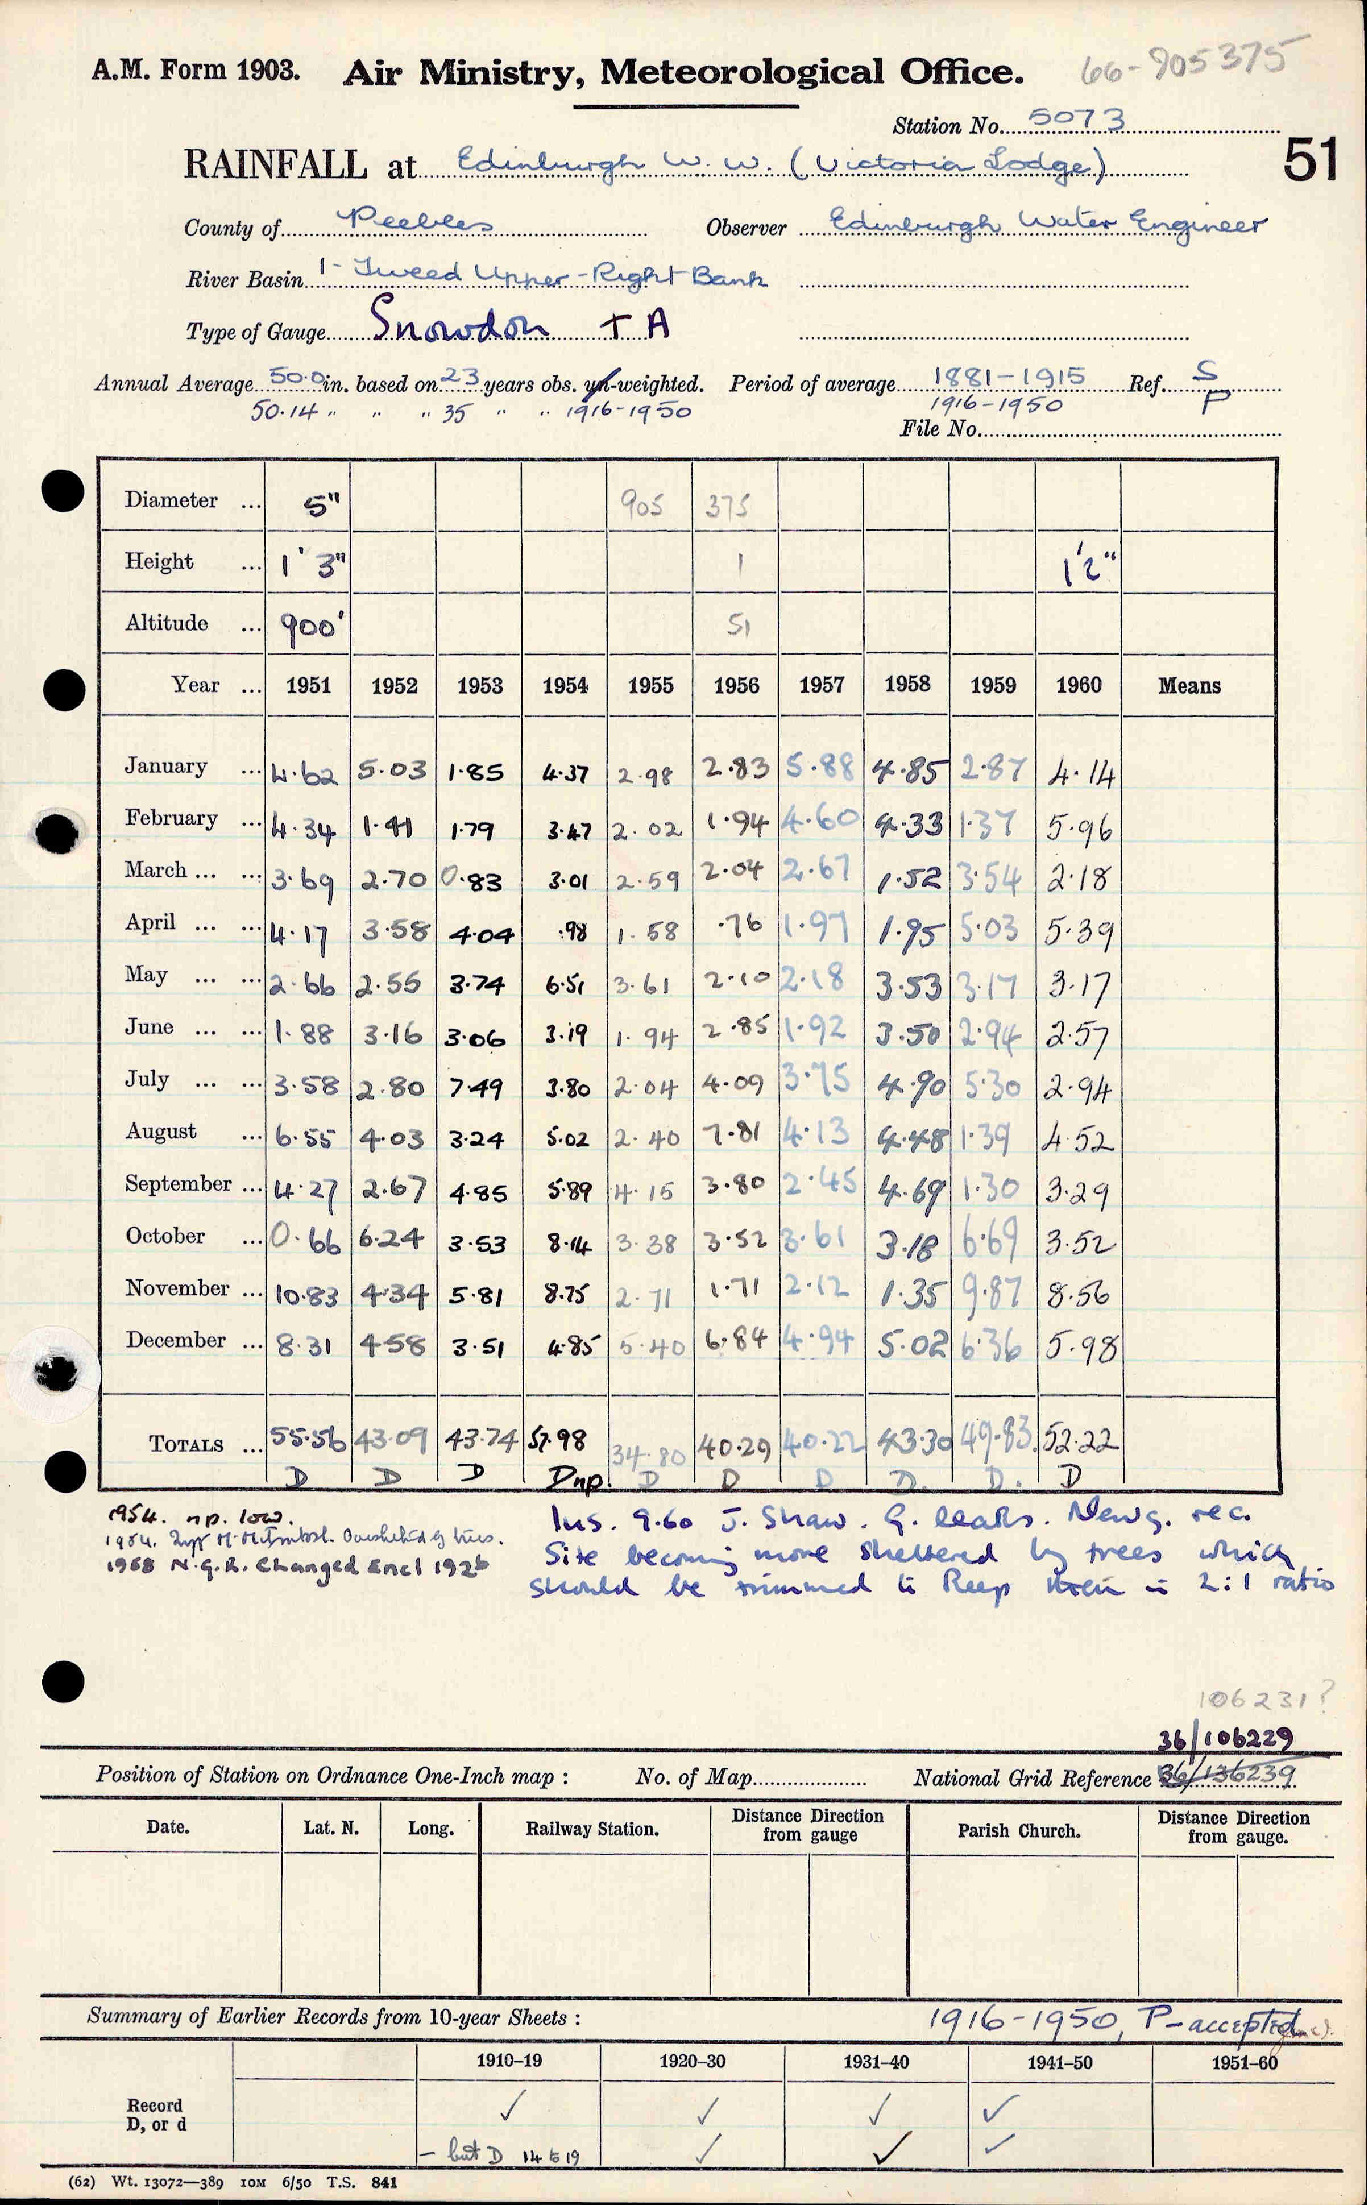 A.M. Form 1903. Air Ministry, Meteorological Office. 66-905375
Station No. 5073
RAINFALL at Edinburgh W. W. (Victoria Lodge) 51
County of Peebles Observer Edinburgh Water Engineer
River Basin 1- Tweed Upper-Right Bank
Type of Gauge Snowdon + A
Annual Average 50.0 in. based on 23 years obs. un-weighted. Period of average 1881-1915 Ref. S
50.14 " " " 35 " " 1916-1950 1916-1950 P
File No.
Diameter ... 5" 905 375
Height ... 1' 3" 1 1'2"
Altitude ... 900' 51
Year ... 1951 1952 1953 1954 1955 1956 1957 1958 1959 1960 Means
January ... 4.62 5.03 1.85 4.37 2.98 2.83 5.88 4.85 2.87 4.14
February ... 4.34 1.41 1.79 3.47 2.02 1.94 4.60 4.33 1.37 5.96
March ... ... 3.69 2.70 0.83 3.01 2.59 2.04 2.67 1.52 3.54 2.18
April ... ... 4.17 3.58 4.04 .98 1.58 .76 1.97 1.95 5.03 5.39
May ... ... 2.66 2.55 3.74 6.51 3.61 2.10 2.18 3.53 3.17 3.17
June ... ... 1.88 3.16 3.06 3.19 1.94 2.85 1.92 3.50 2.94 2.57
July ... ... 3.58 2.80 7.49 3.80 2.04 4.09 3.75 4.90 5.30 2.94
August ... 6.55 4.03 3.24 5.02 2.40 7.81 4.13 4.48 1.39 4.52
September ... 4.27 2.67 4.85 5.89 4.15 3.80 2.45 4.69 1.30 3.29
October ... 0.66 6.24 3.53 8.14 3.38 3.52 3.61 3.18 6.69 3.52
November ... 10.83 4.34 5.81 8.75 2.71 1.71 2.12 1.35 9.87 8.56
December ... 8.31 4.58 3.51 4.85 5.40 6.84 4.94 5.02 6.36 5.98
TOTALS ... 55.56 43.09 43.74 57.98 34.80 40.29 40.22 43.30 49.83. 52.22
D D D Dnp. D D D D. D. D
1954. np. low. Ins. 9.60 J. Shaw. G. leaks. Newg. rec.
1954. Insp M. McIntosh. Overshelt'd by trees.
Site becoming more sheltered by trees which
1958 N.G.R. Changed Encl 1926
should be trimmed to keep them in 2:1 ratio
106231?
36/106229
Position of Station on Ordnance One-Inch map : No. of Map National Grid Reference 36/136239
Date. Lat. N. Long. Railway Station. Distance Direction from gauge Parish Church. Distance Direction from gauge.
Summary of Earlier Records from 10-year Sheets : 1916-1950, P-accepted
1910-19 1920-30 1931-40 1941-50 1951-60
Record ✓ ✓ ✓ ✓
D, or d
- but D 14 to 19 ✓ ✓ ✓
(62) Wt. 13072—389 10M 6/50 T.S. 841